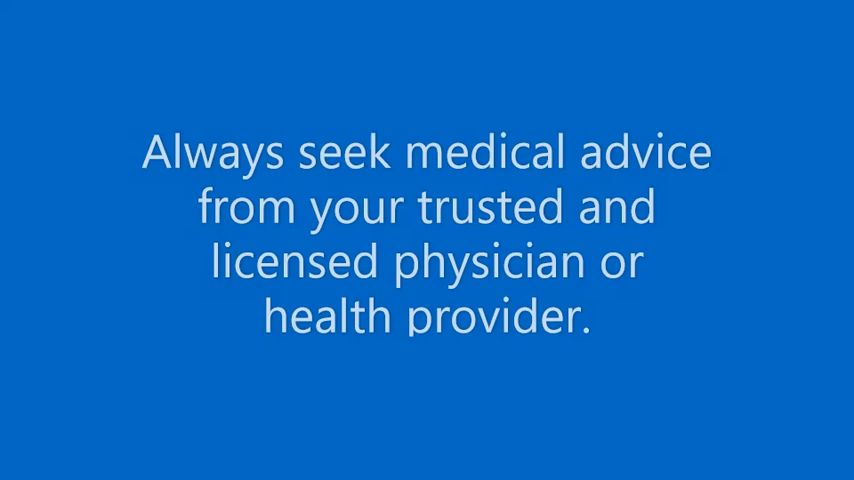 Always seek medical advice
from your trusted and
licensed physician or
health provider.